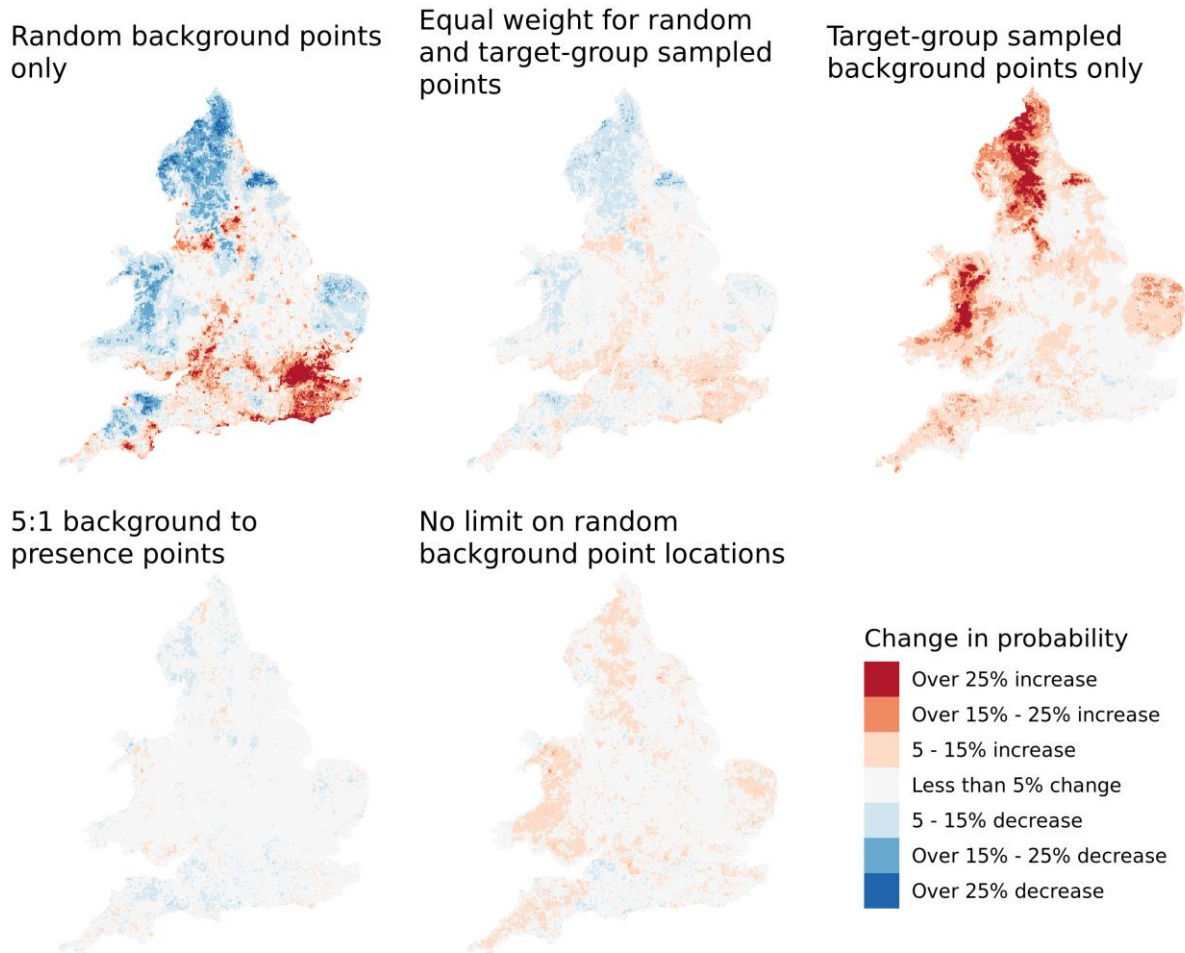 Random background points
only
Equal weight for random
and target-group sampled
points
Target-group sampled
background points only
5:1 background to
presence points
No limit on random
background point locations
Change in probability
Over 25% increase
Over 15% - 25% increase
5 - 15% increase
Less than 5% change
5 - 15% decrease
Over 15% - 25% decrease
Over 25% decrease